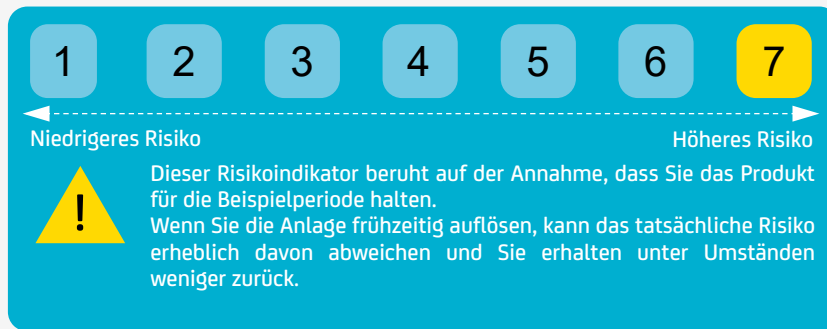 1 2 3 4 5 6 7
Niedrigeres Risiko Höheres Risiko
!
Dieser Risikoindikator beruht auf der Annahme, dass Sie das Produkt
für die Beispielperiode halten.
Wenn Sie die Anlage frühzeitig auflösen, kann das tatsächliche Risiko
erheblich davon abweichen und Sie erhalten unter Umständen
weniger zurück.